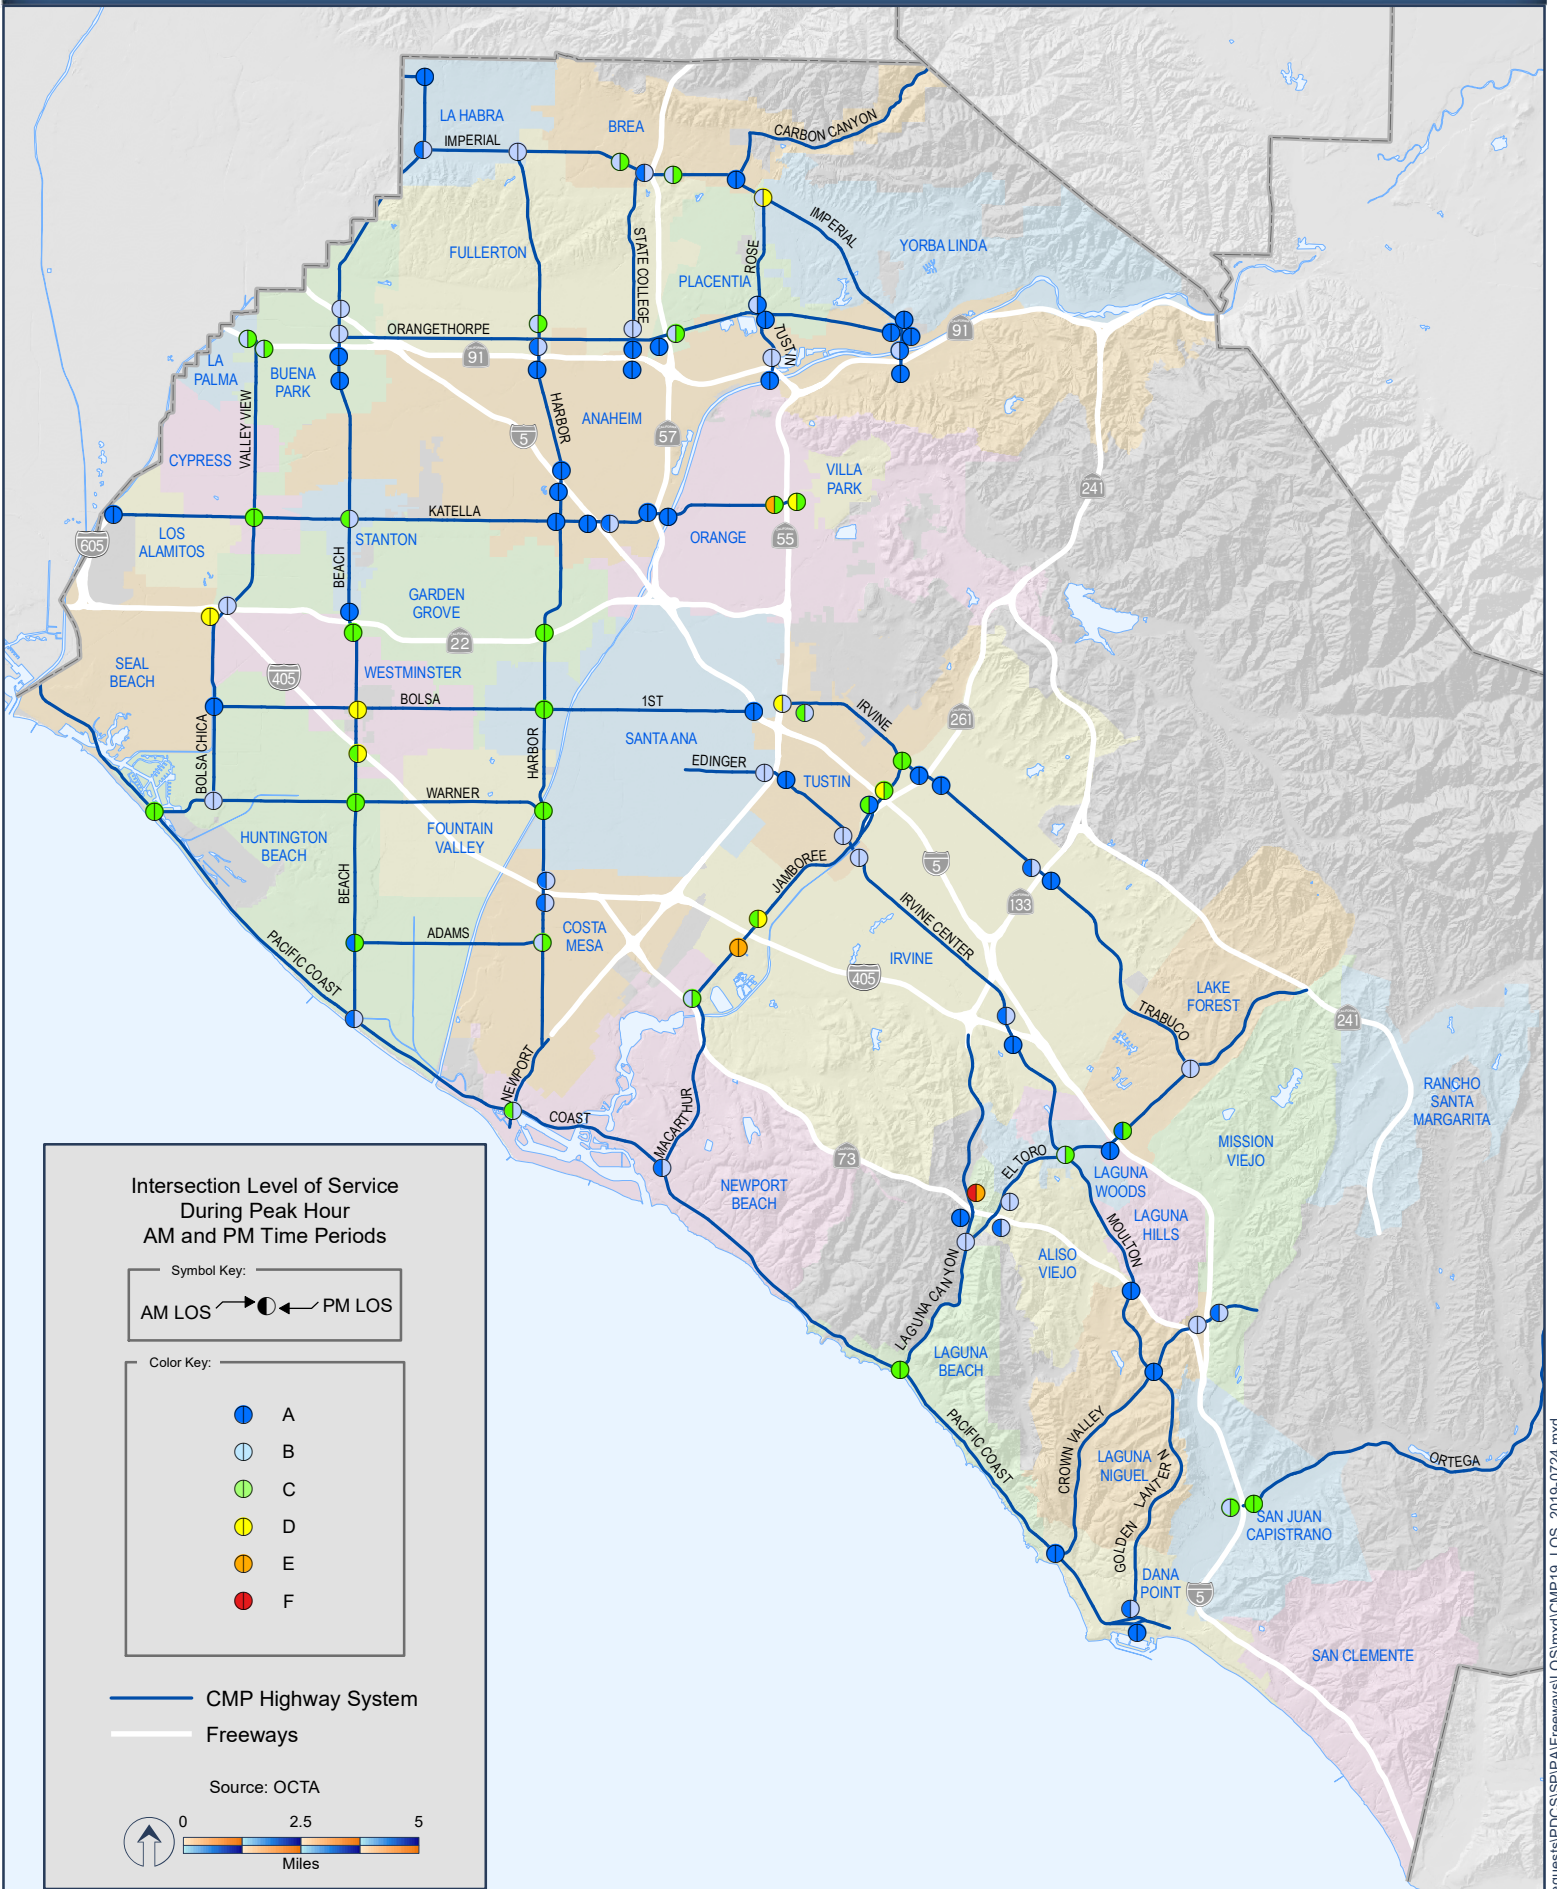 LA HABRA
IMPERIAL
BREA
CARBON CANYON
IMPERIAL
YORBA LINDA
FULLERTON
STATE COLLEGE
PLACENTIA
ROSE
ORANGETHORPE
91
91
TUSTIN
LA
PALMA
BUENA
PARK
VALLEY VIEW
HARBOR
ANAHEIM
5
57
CYPRESS
VILLA
PARK
241
KATELLA
LOS
ALAMITOS
STANTON
ORANGE
55
605
BEACH
GARDEN
GROVE
22
SEAL
BEACH
405
WESTMINSTER
BOLSA
1ST
IRVINE
261
BOLSA CHICA
HARBOR
SANTA ANA
EDINGER
TUSTIN
WARNER
HUNTINGTON
BEACH
FOUNTAIN
VALLEY
JAMBOREE
5
BEACH
133
IRVINE CENTER
ADAMS
COSTA
MESA
IRVINE
405
PACIFIC COAST
LAKE
FOREST
TRABUCO
241
NEWPORT
COAST
MACARTHUR
RANCHO
SANTA
MARGARITA
MISSION
VIEJO
73
EL TORO
LAGUNA
WOODS
NEWPORT
BEACH
LAGUNA
HILLS
MOULTON
ALISO
VIEJO
LAGUNA CANYON
LAGUNA
BEACH
PACIFIC COAST
CROWN VALLEY
LAGUNA
NIGUEL
GOLDEN LANTERN
ORTEGA
SAN JUAN
CAPISTRANO
DANA
POINT
5
SAN CLEMENTE
Intersection Level of Service
During Peak Hour
AM and PM Time Periods
Symbol Key:
AM LOS
PM LOS
Color Key:
A
B
C
D
E
F
CMP Highway System
Freeways
Source: OCTA
0 2.5 5
Miles